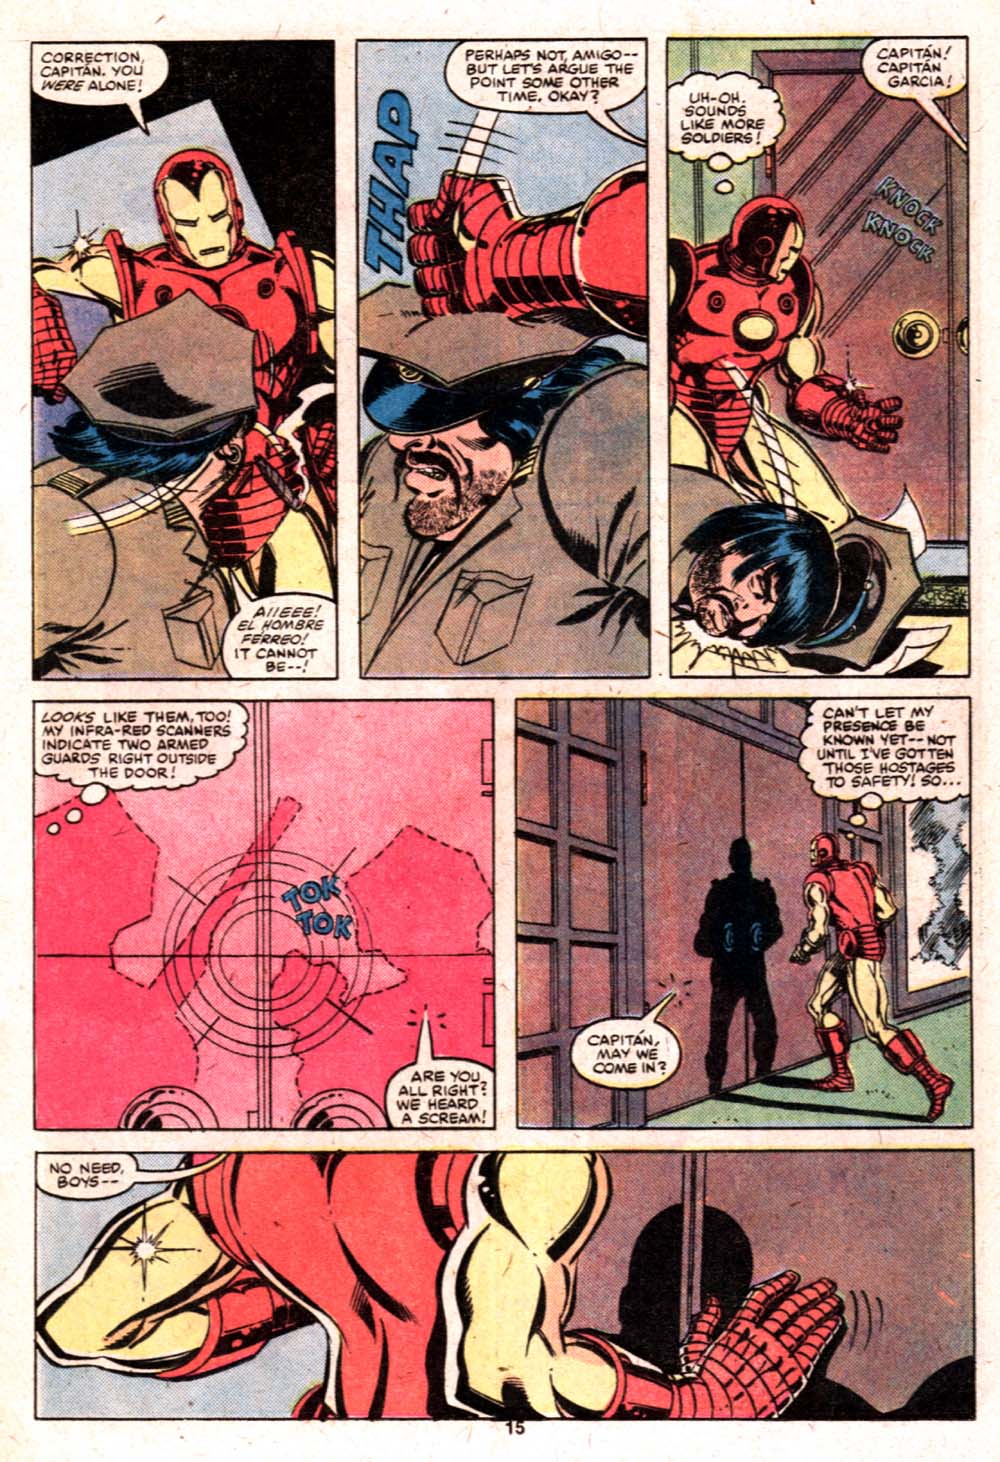 CORRECTION,
CAPITÁN. YOU
WERE ALONE!
AIIEEE!
EL HOMBRE
FERREO!
IT CANNOT
BE--!
THAP
PERHAPS NOT, AMIGO--
BUT LET'S ARGUE THE
POINT SOME OTHER
TIME, OKAY?
UH-OH.
SOUNDS
LIKE MORE
SOLDIERS!
CAPITÁN!
CAPITÁN
GARCIA!
KNOCK
KNOCK
LOOKS LIKE THEM, TOO!
MY INFRA-RED SCANNERS
INDICATE TWO ARMED
GUARDS RIGHT OUTSIDE
THE DOOR!
TOK
TOK
ARE YOU
ALL RIGHT?
WE HEARD
A SCREAM!
CAN'T LET MY
PRESENCE BE
KNOWN YET--NOT
UNTIL I'VE GOTTEN
THOSE HOSTAGES
TO SAFETY! SO...
CAPITÁN,
MAY WE
COME IN?
NO NEED,
BOYS--
15